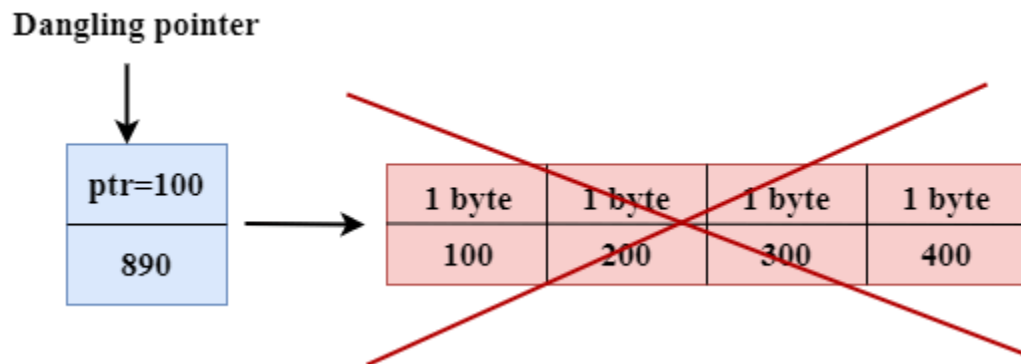 Dangling pointer
ptr=100
890
1 byte 1 byte 1 byte 1 byte
100 200 300 400